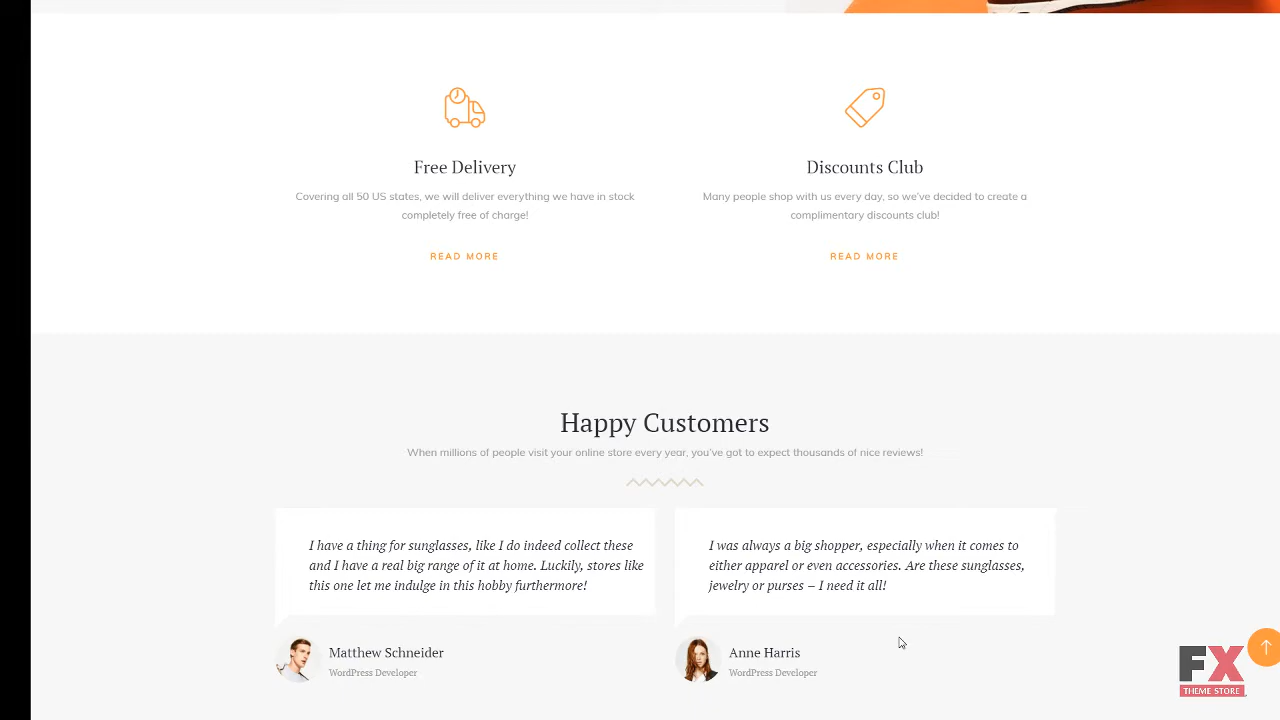 Free Delivery
Covering all 50 US states, we will deliver everything we have in stock
completely free of charge!
READ MORE
Discounts Club
Many people shop with us every day, so we've decided to create a
complimentary discounts club!
READ MORE
Happy Customers
When millions of people visit your online store every year, you've got to expect thousands of nice reviews!
I have a thing for sunglasses, like I do indeed collect these
and I have a real big range of it at home. Luckily, stores like
this one let me indulge in this hobby furthermore!
Matthew Schneider
WordPress Developer
I was always a big shopper, especially when it comes to
either apparel or even accessories. Are these sunglasses,
jewelry or purses – I need it all!
Anne Harris
WordPress Developer
FX
THEME STORE